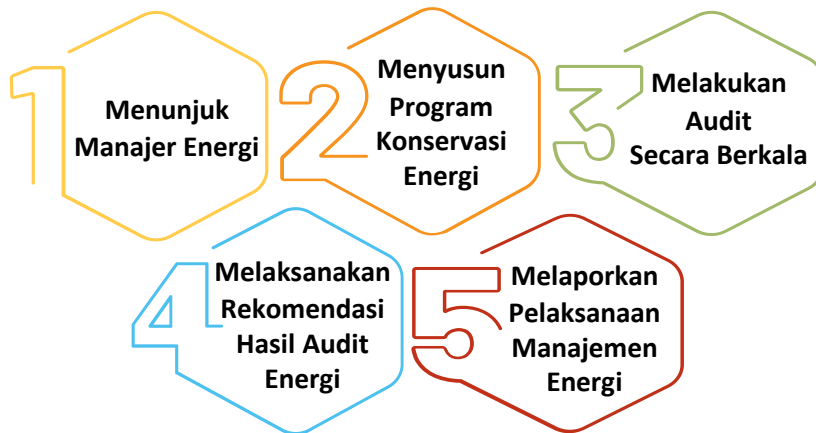 1
Menunjuk
Manajer Energi
2
Menyusun
Program
Konservasi
Energi
3
Melakukan
Audit
Secara Berkala
4
Melaksanakan
Rekomendasi
Hasil Audit
Energi
5
Melaporkan
Pelaksanaan
Manajemen
Energi